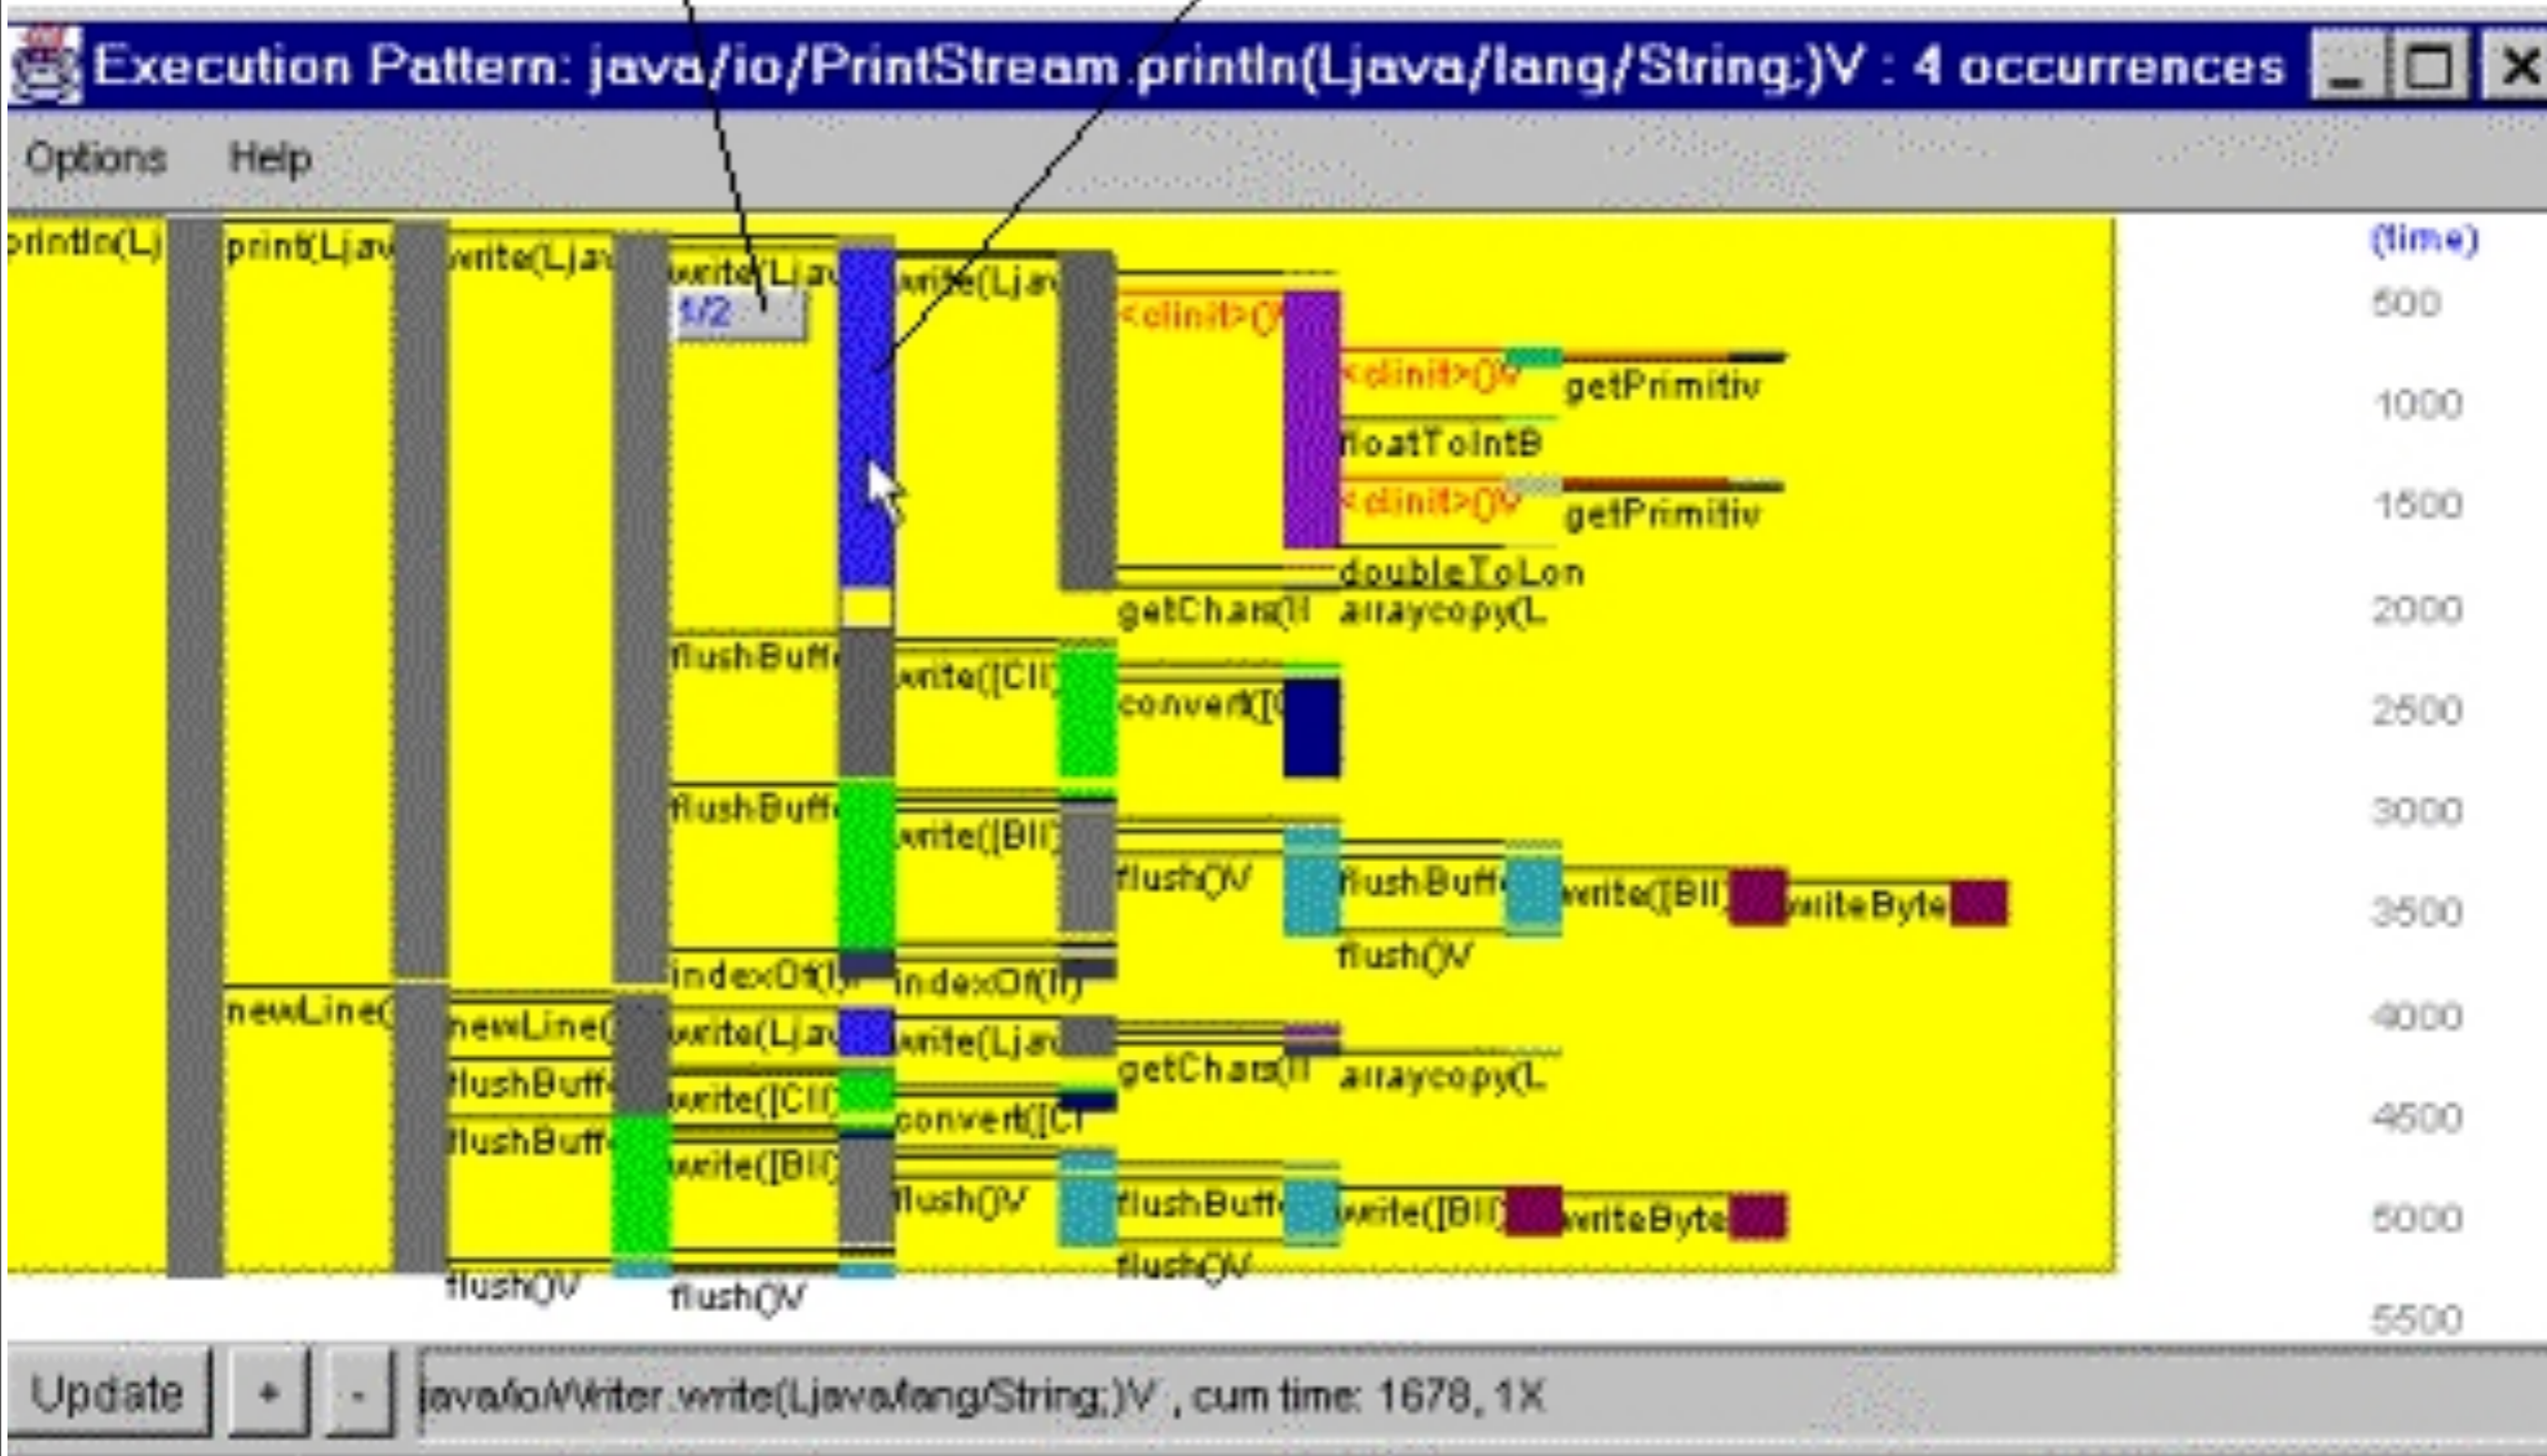 Execution Pattern: java/io/PrintStream.println(Ljava/lang/String;)V : 4 occurrences
Options Help
println(Lj print(Ljav write(Ljav write(Ljav write(Ljav (time)
1/2 <clinit>()V 500
<clinit>()V getPrimitiv 1000
floatToIntB
<clinit>()V getPrimitiv 1500
doubleToLon
getChars(II arraycopy(L 2000
flushBuff write([CII) convert([C 2500
flushBuff write([BII) 3000
flush()V flushBuff write([BII) writeByte 3500
flush()V
indexOf(I) indexOf(II)
newLine( newLine( write(Ljav write(Ljav 4000
flushBuff write([CII) getChars(II arraycopy(L
flushBuff convert([CI 4500
write([BII)
flush()V flushBuff write([BII) writeByte 5000
flush()V flush()V flush()V
5500
Update + - java/io/Writer.write(Ljava/lang/String;)V , cum time: 1678, 1X